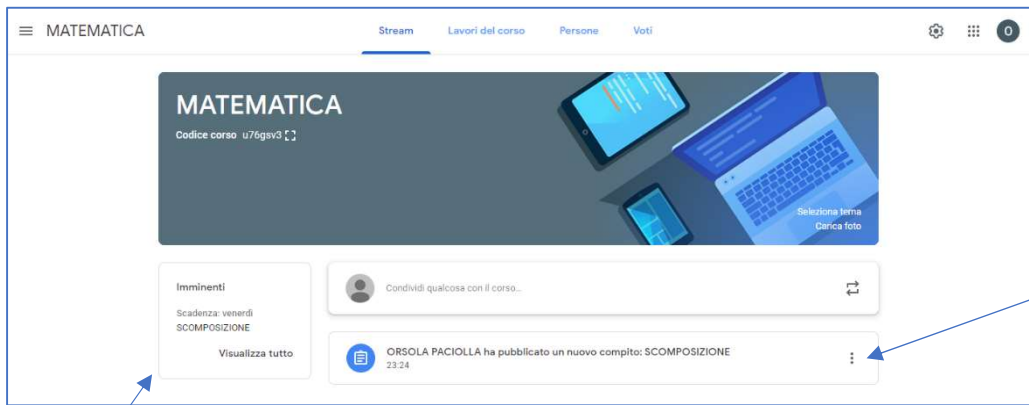 MATEMATICA
Stream Lavori del corso Persone Voti
O
MATEMATICA
Codice corso u76gsv3
Seleziona tema
Carica foto
Imminenti
Scadenza: venerdì
SCOMPOSIZIONE
Visualizza tutto
Condividi qualcosa con il corso...
ORSOLA PACIOLLA ha pubblicato un nuovo compito: SCOMPOSIZIONE
23:24